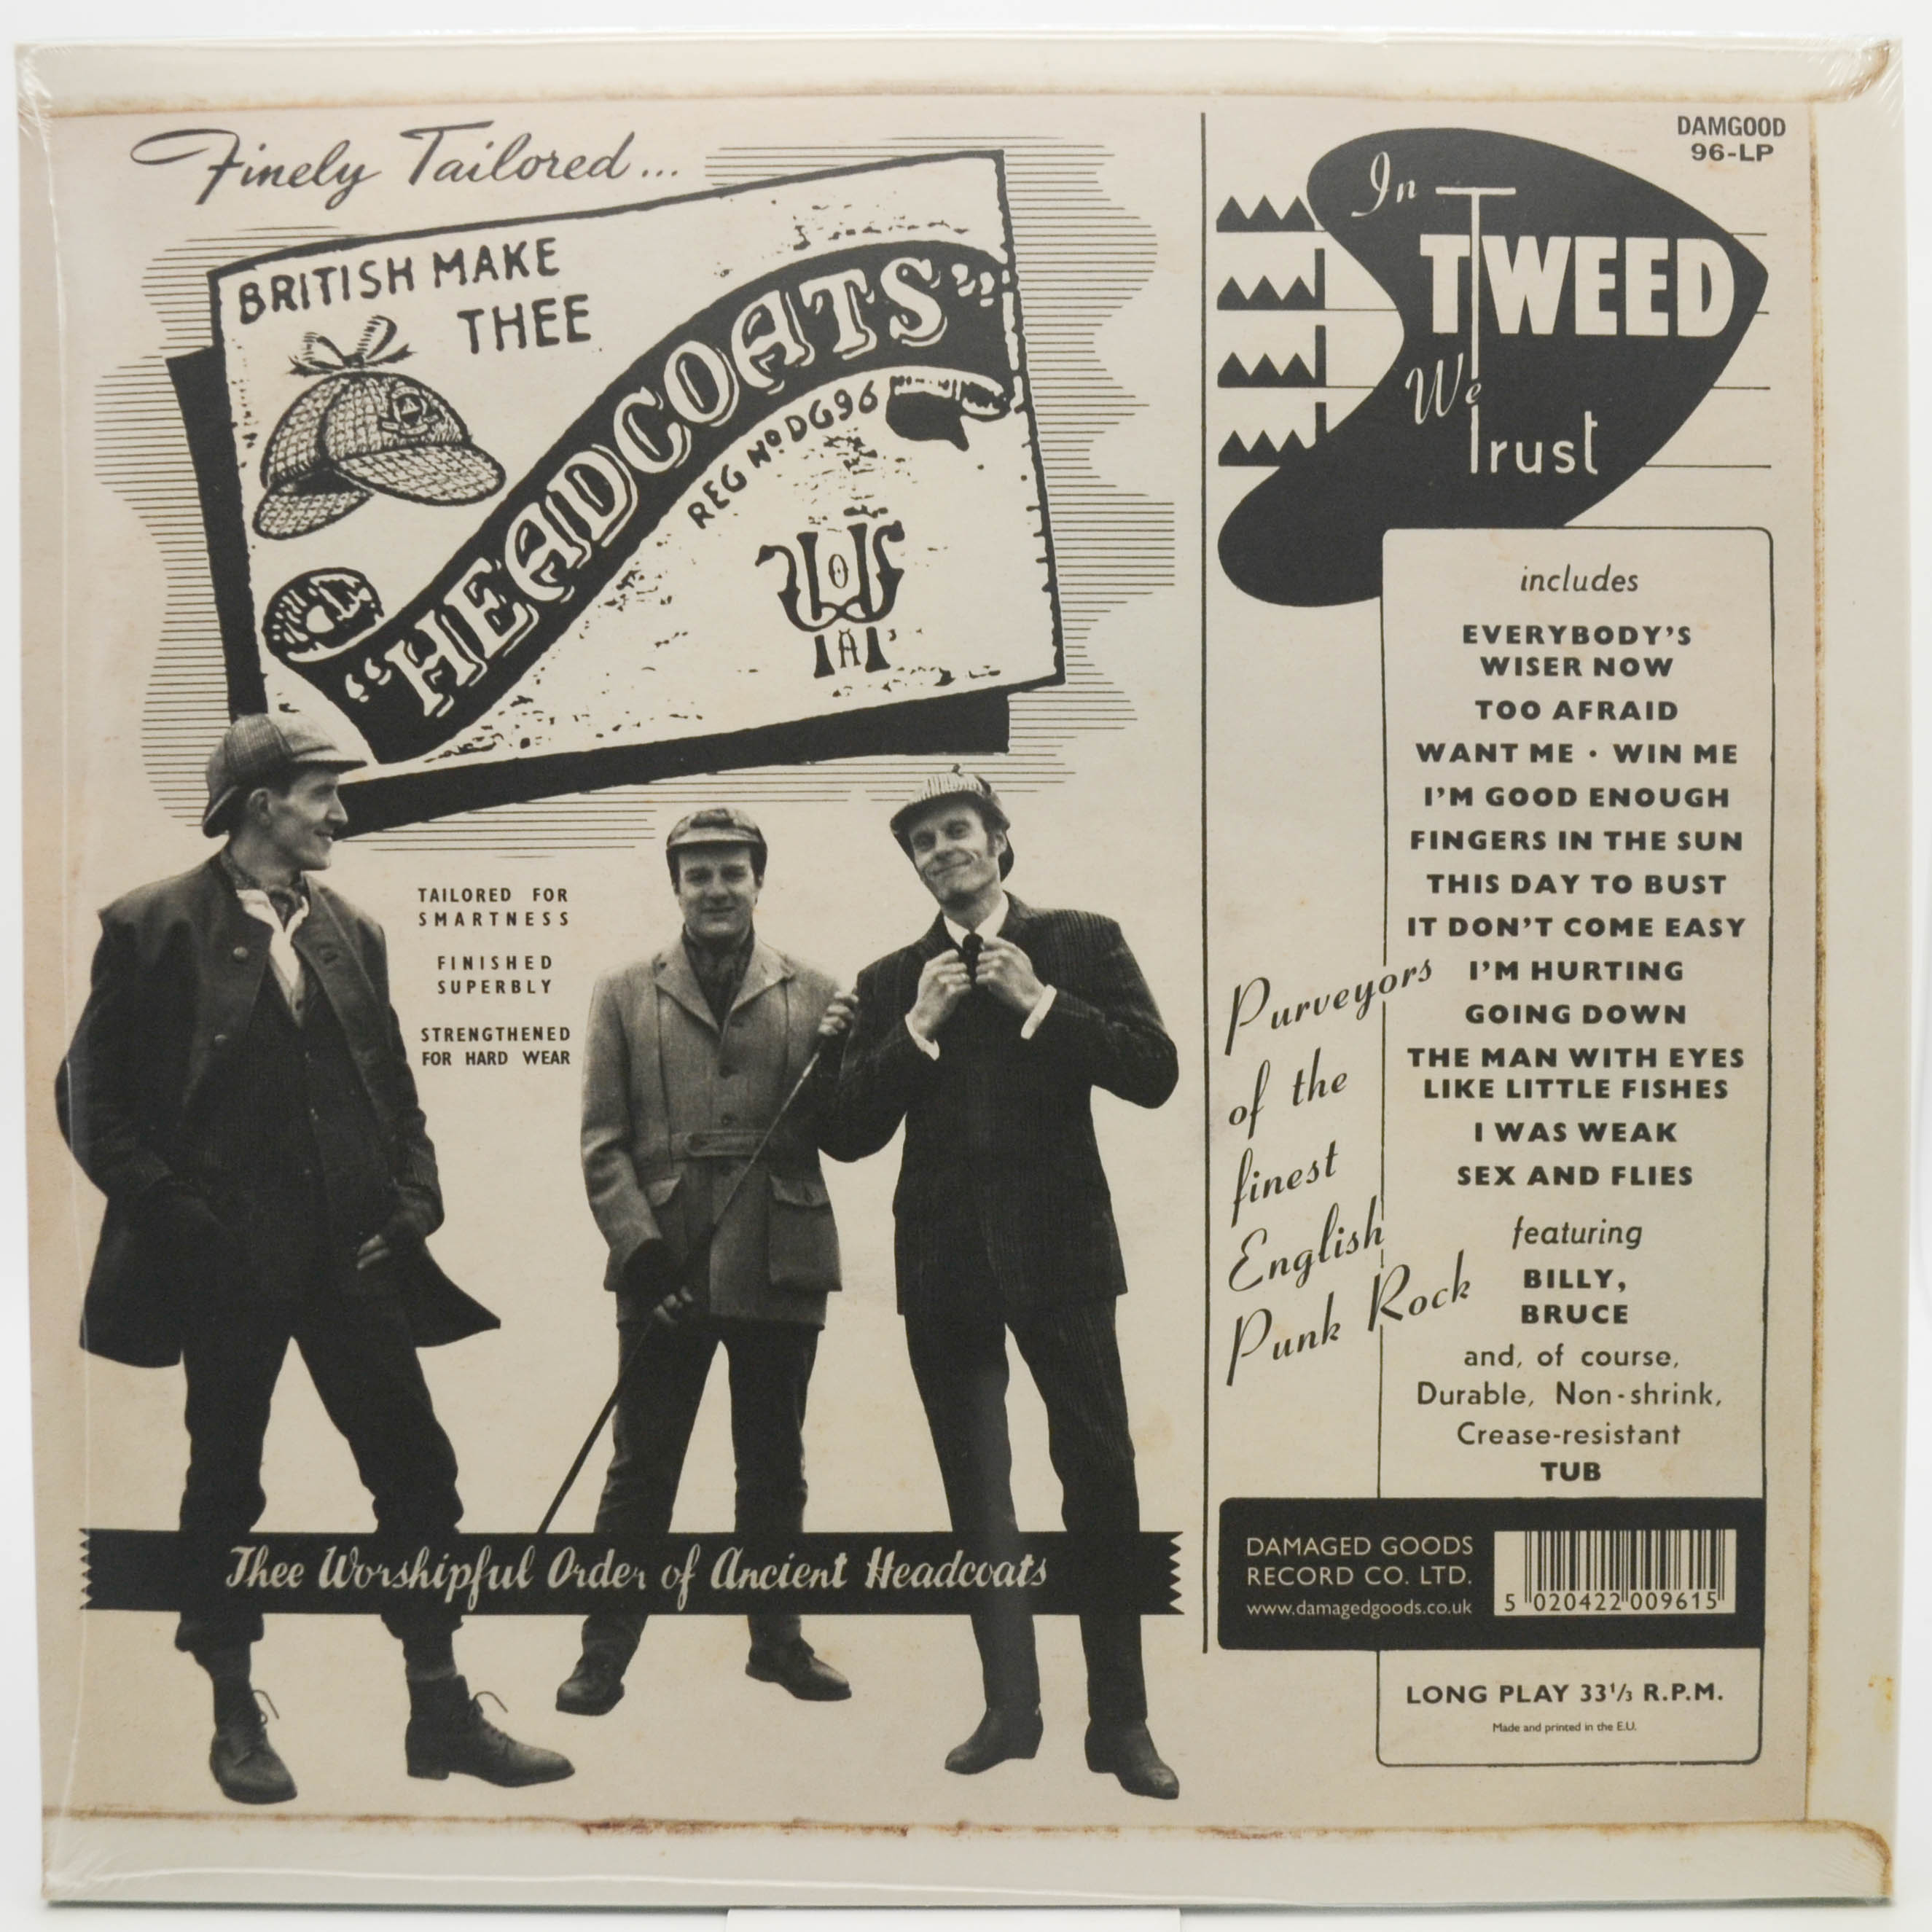 Finely Tailored...
BRITISH MAKE
THEE
"HEADCOATS"
REG Nº DG96
TAILORED FOR
SMARTNESS
FINISHED
SUPERBLY
STRENGTHENED
FOR HARD WEAR
Thee Worshipful Order of Ancient Headcoats
DAMGOOD
96-LP
In
TWEED
We
Trust
includes
EVERYBODY'S
WISER NOW
TOO AFRAID
WANT ME • WIN ME
I'M GOOD ENOUGH
FINGERS IN THE SUN
THIS DAY TO BUST
IT DON'T COME EASY
I'M HURTING
GOING DOWN
THE MAN WITH EYES
LIKE LITTLE FISHES
I WAS WEAK
SEX AND FLIES
featuring
BILLY,
BRUCE
and, of course,
Durable, Non-shrink,
Crease-resistant
TUB
Purveyors
of the
finest
English
Punk Rock
DAMAGED GOODS
RECORD CO. LTD.
www.damagedgoods.co.uk
5 020422 009615
LONG PLAY 33⅓ R.P.M.
Made and printed in the E.U.